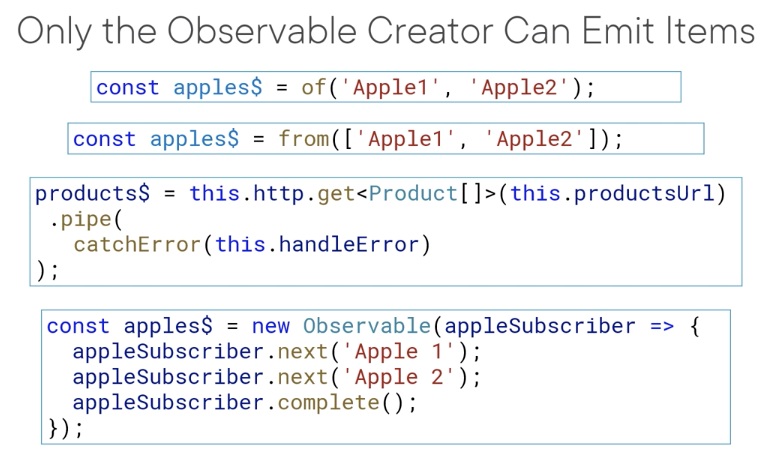 Only the Observable Creator Can Emit Items
const apples$ = of('Apple1', 'Apple2');
const apples$ = from(['Apple1', 'Apple2']);
products$ = this.http.get<Product[]>(this.productsUrl)
.pipe(
catchError(this.handleError)
);
const apples$ = new Observable(appleSubscriber => {
appleSubscriber.next('Apple 1');
appleSubscriber.next('Apple 2');
appleSubscriber.complete();
});